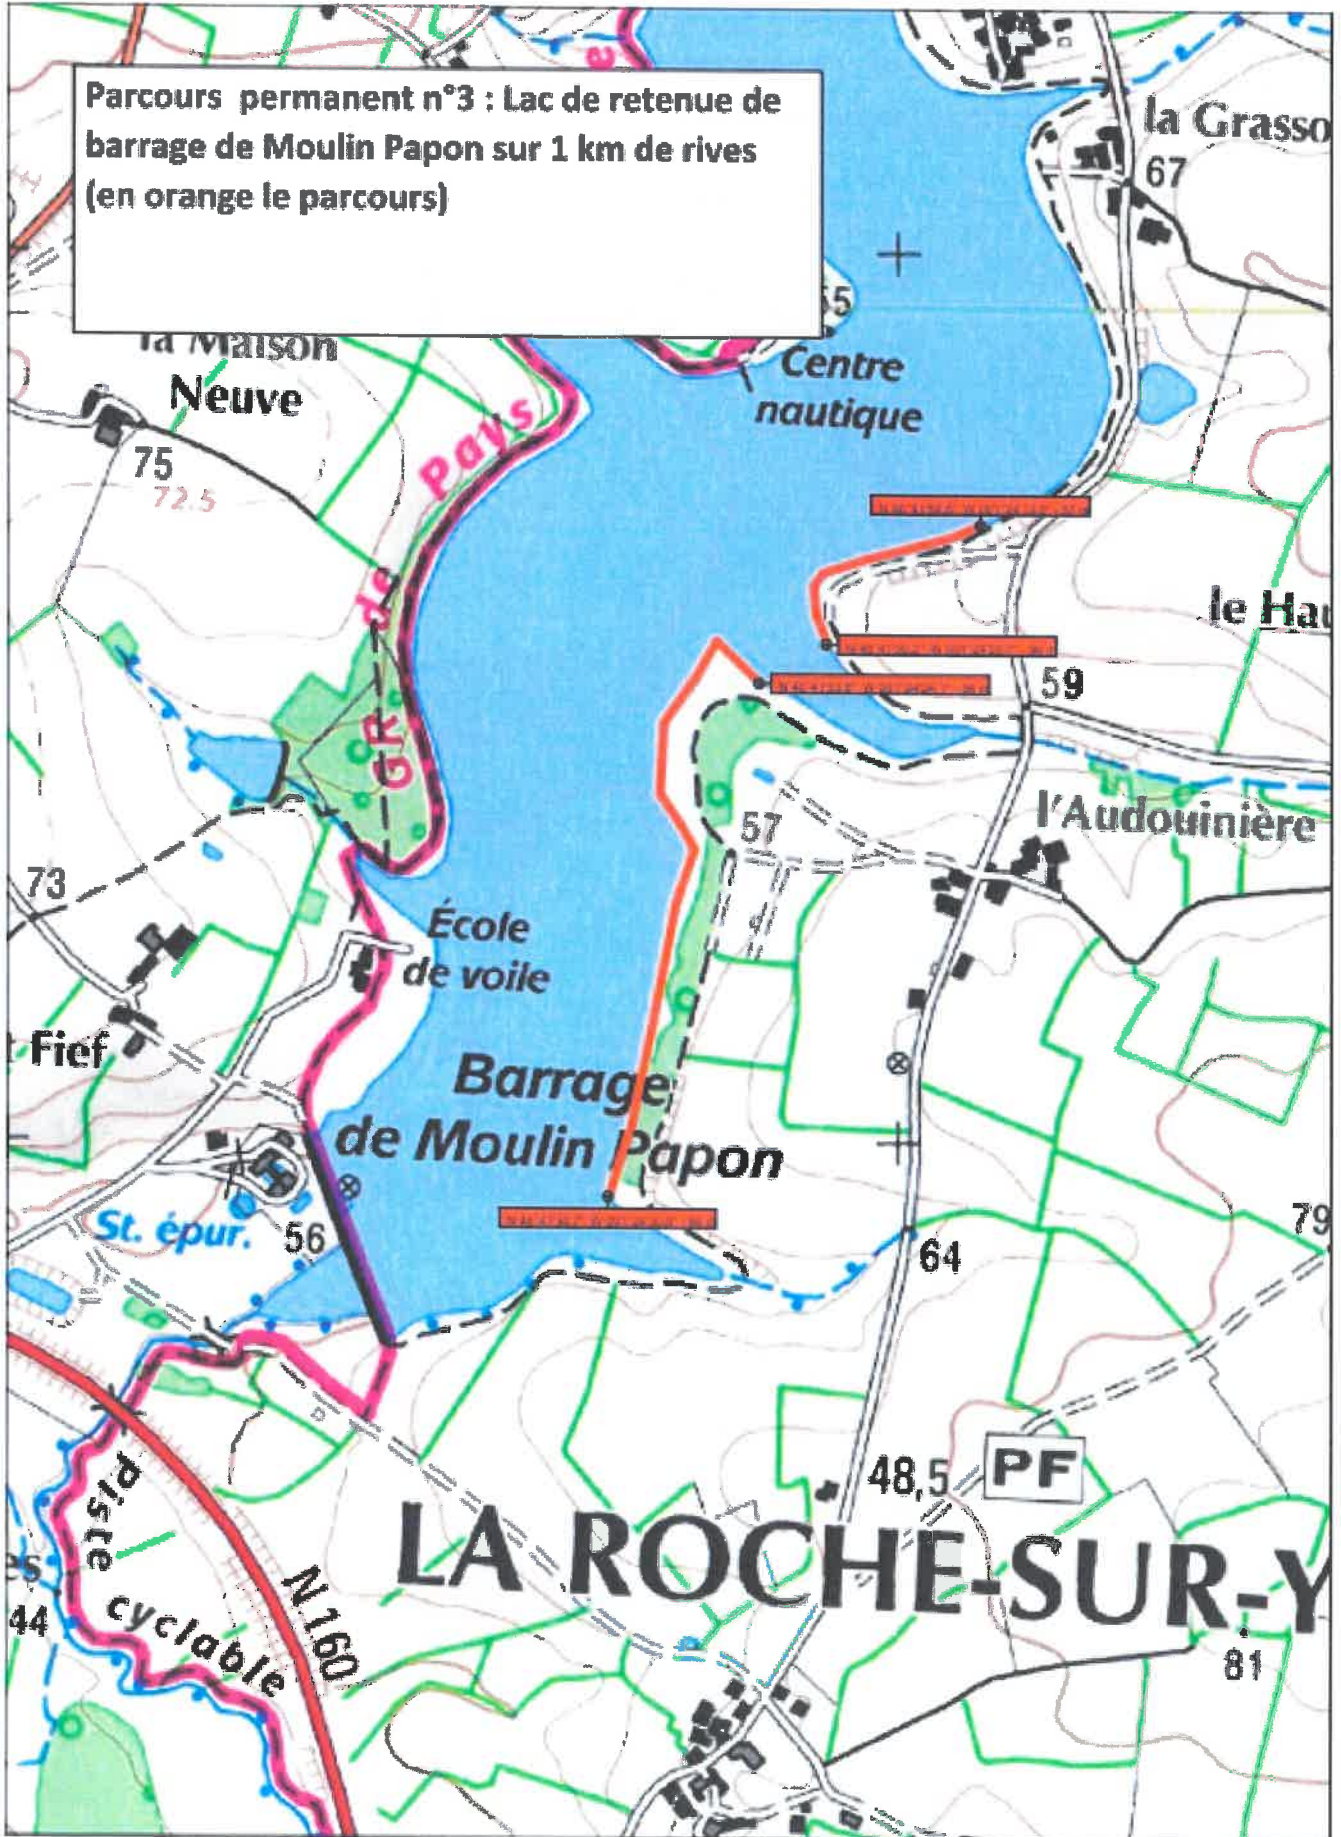 Parcours permanent n°3 : Lac de retenue de
barrage de Moulin Papon sur 1 km de rives
(en orange le parcours)
e
la Grasso
67
55
la Maison
Neuve
Centre
nautique
75
72.5
Pays
de
GR
le Hau
59
57
l'Audouinière
73
École
de voile
Fief
Barrage
de Moulin Papon
St. épur.
56
64
79
48,5
PF
piste
cyclable
N 160
LA ROCHE-SUR-Y
es
44
81